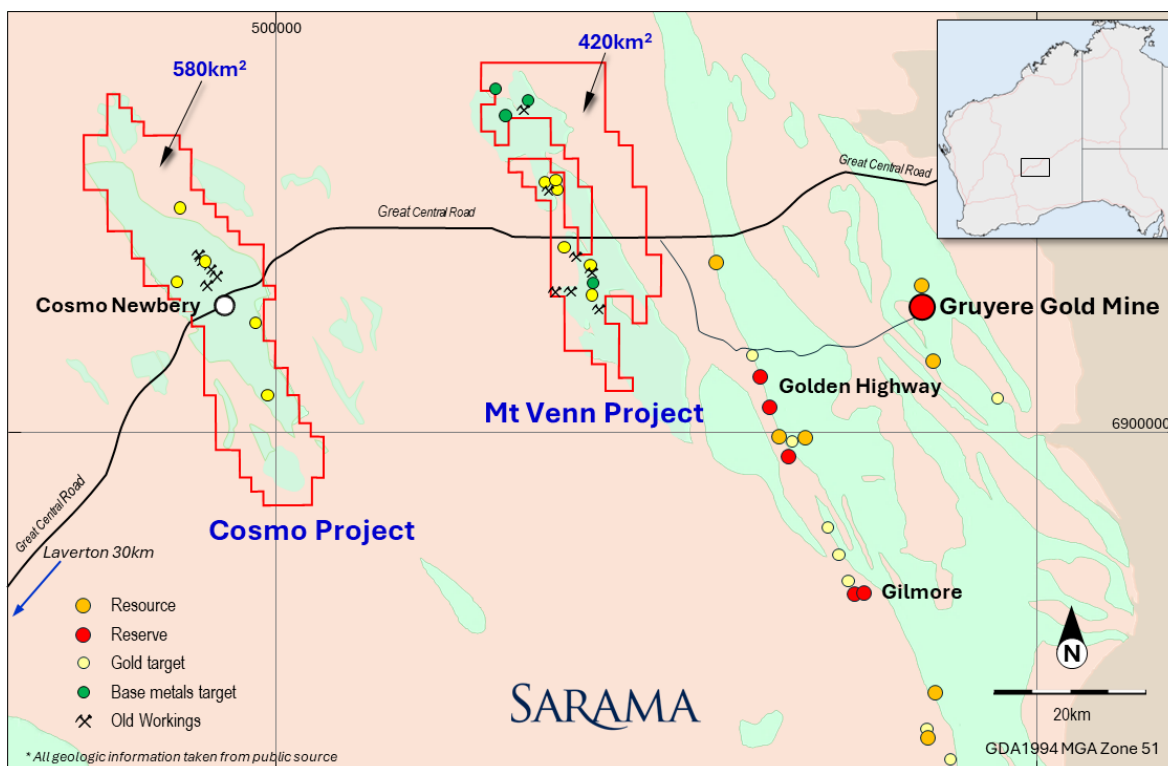 500000
580km²
420km²
Great Central Road
Great Central Road
Cosmo Newbery
Gruyere Gold Mine
Golden Highway
Mt Venn Project
6900000
Cosmo Project
Great Central Road
Laverton 30km
Gilmore
Resource
Reserve
Gold target
Base metals target
Old Workings
N
SARAMA
20km
* All geologic information taken from public source
GDA1994 MGA Zone 51